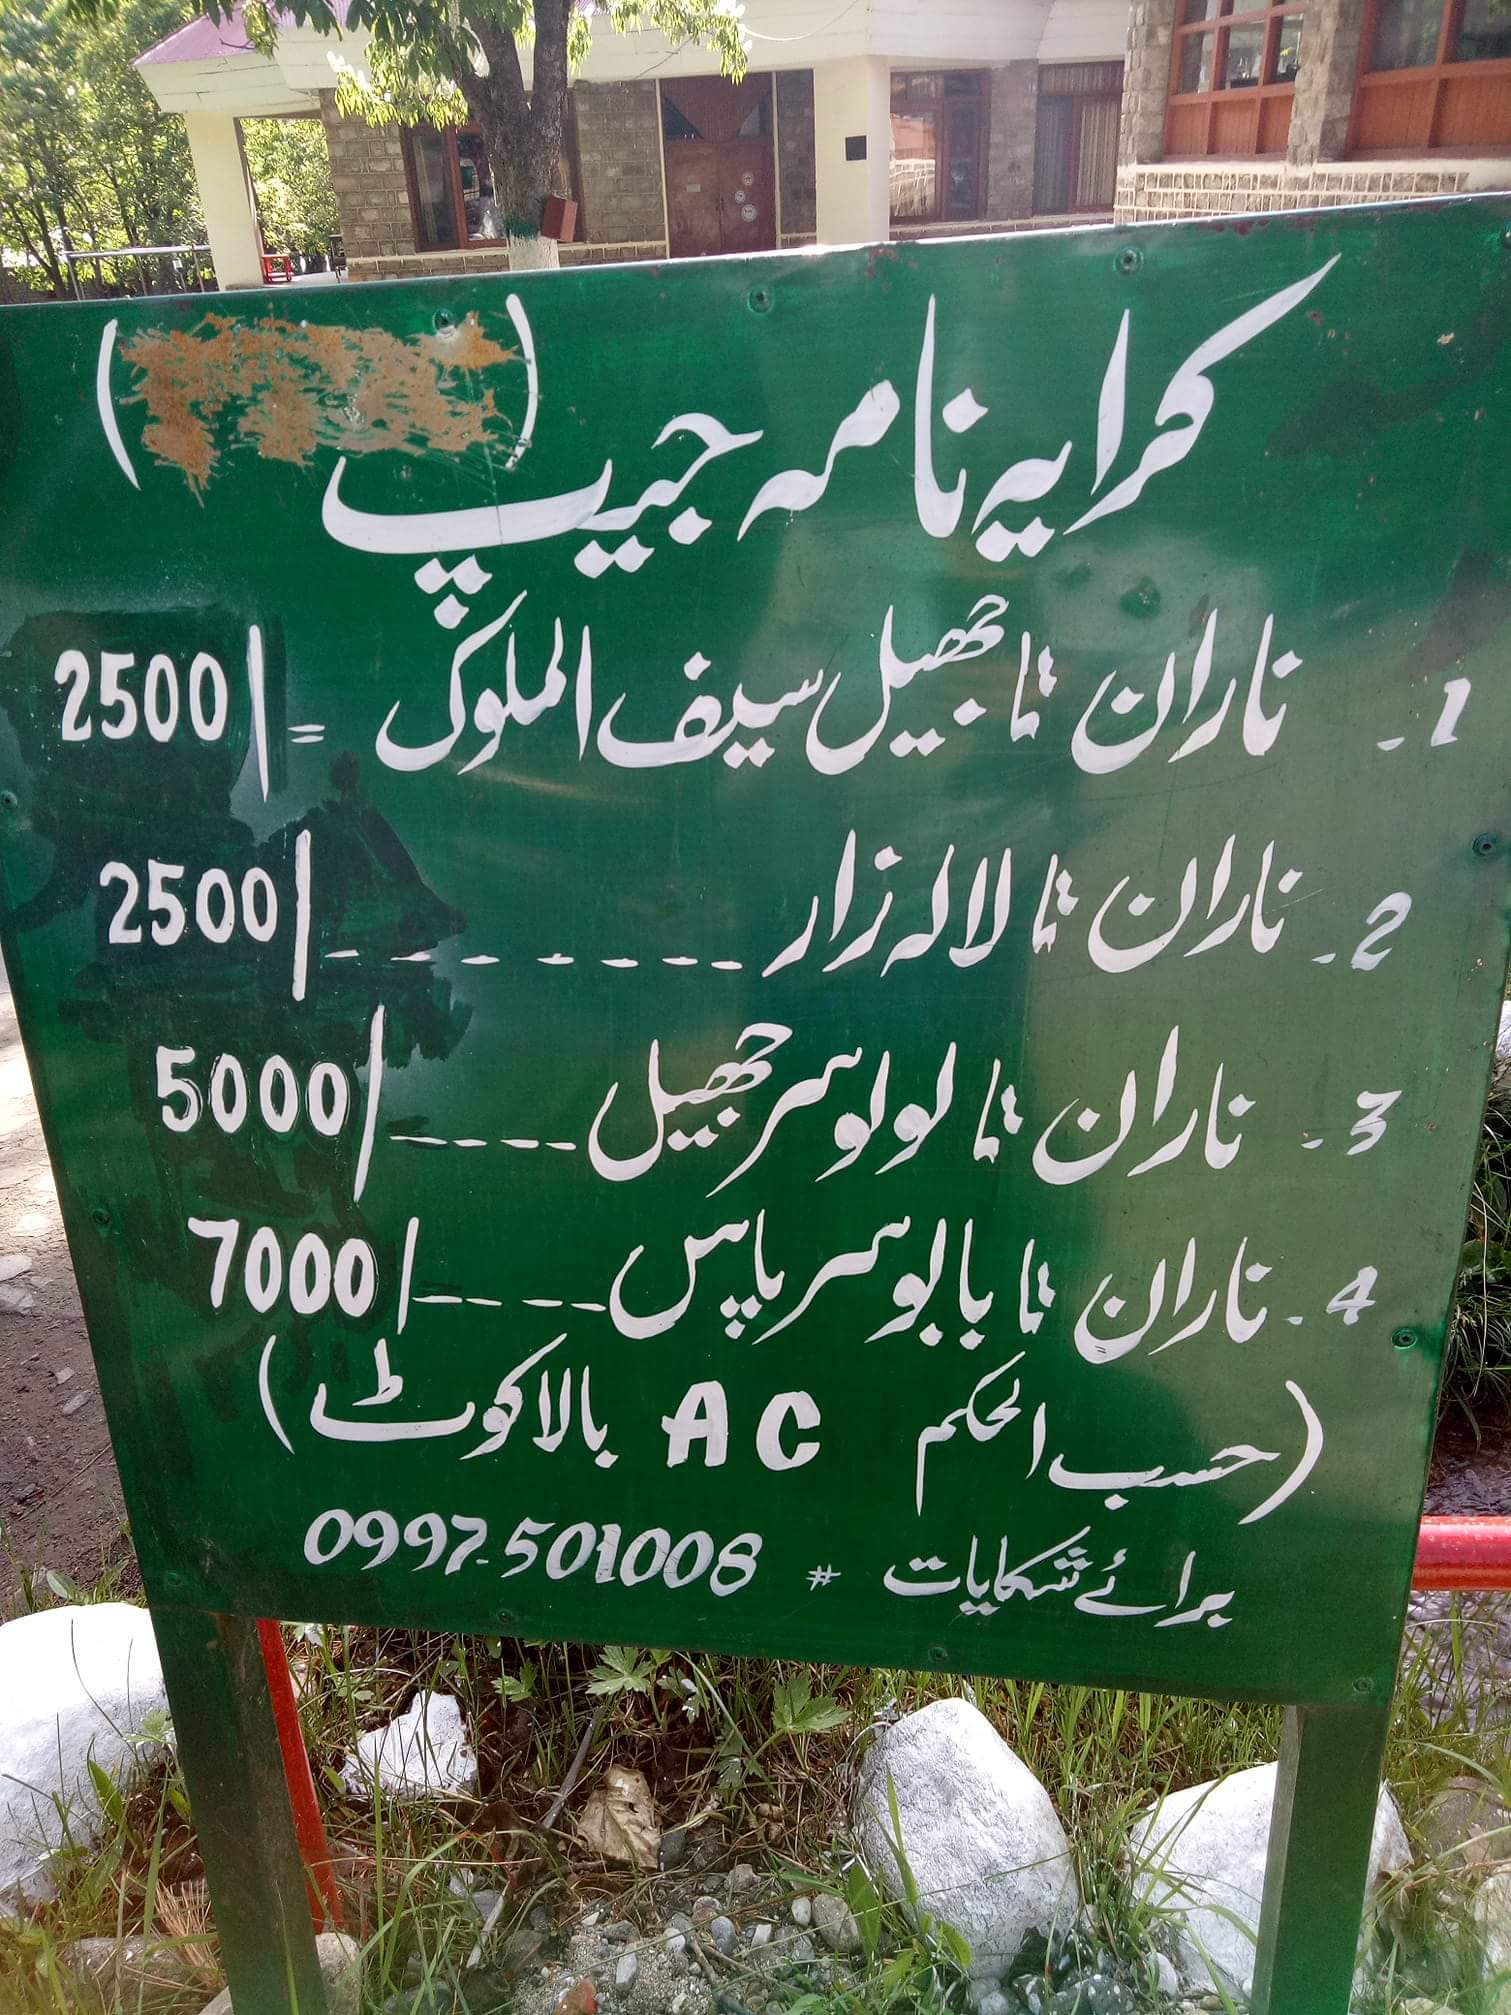 کرایہ نامہ جیپ ( )
1۔ ناران تا جھیل سیف الملوک = 2500/
2۔ ناران تا لالہ زار -------- 2500/
3۔ ناران تا لولوسر جھیل ---- 5000/
4۔ ناران تا بابوسر پاس ---- 7000/
(حسب الحکم AC بالاکوٹ)
برائے شکایات # 0997-501008